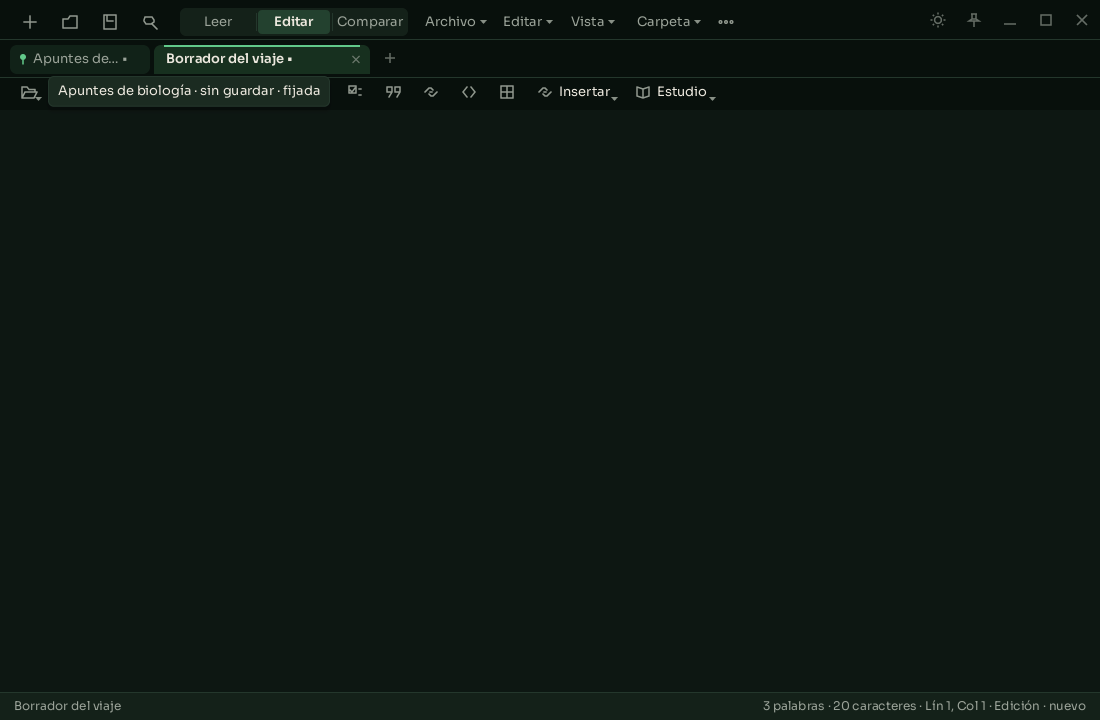 Leer Editar Comparar Archivo Editar Vista Carpeta
Apuntes de... • Borrador del viaje •
Apuntes de biología · sin guardar · fijada Insertar Estudio
Borrador del viaje 3 palabras · 20 caracteres · Lín 1, Col 1 · Edición · nuevo